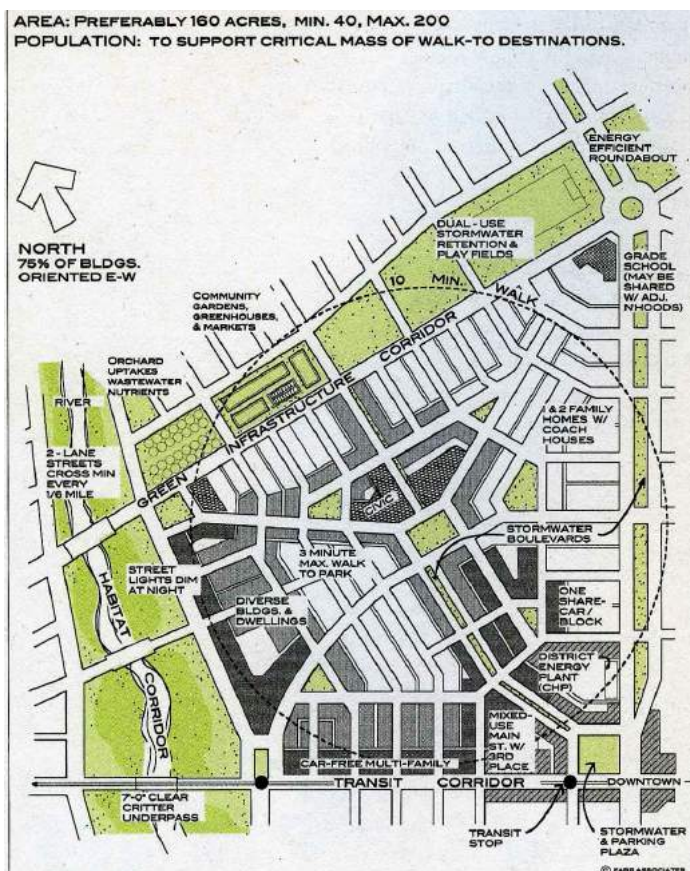 AREA: PREFERABLY 160 ACRES, MIN. 40, MAX. 200
POPULATION: TO SUPPORT CRITICAL MASS OF WALK-TO DESTINATIONS.
ENERGY
EFFICIENT
ROUNDABOUT
NORTH
75% OF BLDGS.
ORIENTED E-W
DUAL-USE
STORMWATER
RETENTION &
PLAY FIELDS
GRADE
SCHOOL
(MAY BE
SHARED
W/ ADJ.
N'HOODS)
10 MIN. WALK
COMMUNITY
GARDENS,
GREENHOUSES,
& MARKETS
ORCHARD
UPTAKES
WASTEWATER
NUTRIENTS
RIVER
GREEN INFRASTRUCTURE CORRIDOR
1 & 2 FAMILY
HOMES W/
COACH
HOUSES
2-LANE
STREETS
CROSS MIN
EVERY
1/6 MILE
CIVIC
STORMWATER
BOULEVARDS
3 MINUTE
MAX. WALK
TO PARK
STREET
LIGHTS DIM
AT NIGHT
HABITAT CORRIDOR
DIVERSE
BLDGS. &
DWELLINGS
ONE
SHARE-
CAR/
BLOCK
DISTRICT
ENERGY
PLANT
(CHP)
MIXED-
USE
MAIN
ST. W/
3RD
PLACE
CAR-FREE MULTI-FAMILY
TRANSIT CORRIDOR
DOWNTOWN
7'-0" CLEAR
CRITTER
UNDERPASS
TRANSIT
STOP
STORMWATER
& PARKING
PLAZA
© FARR ASSOCIATES